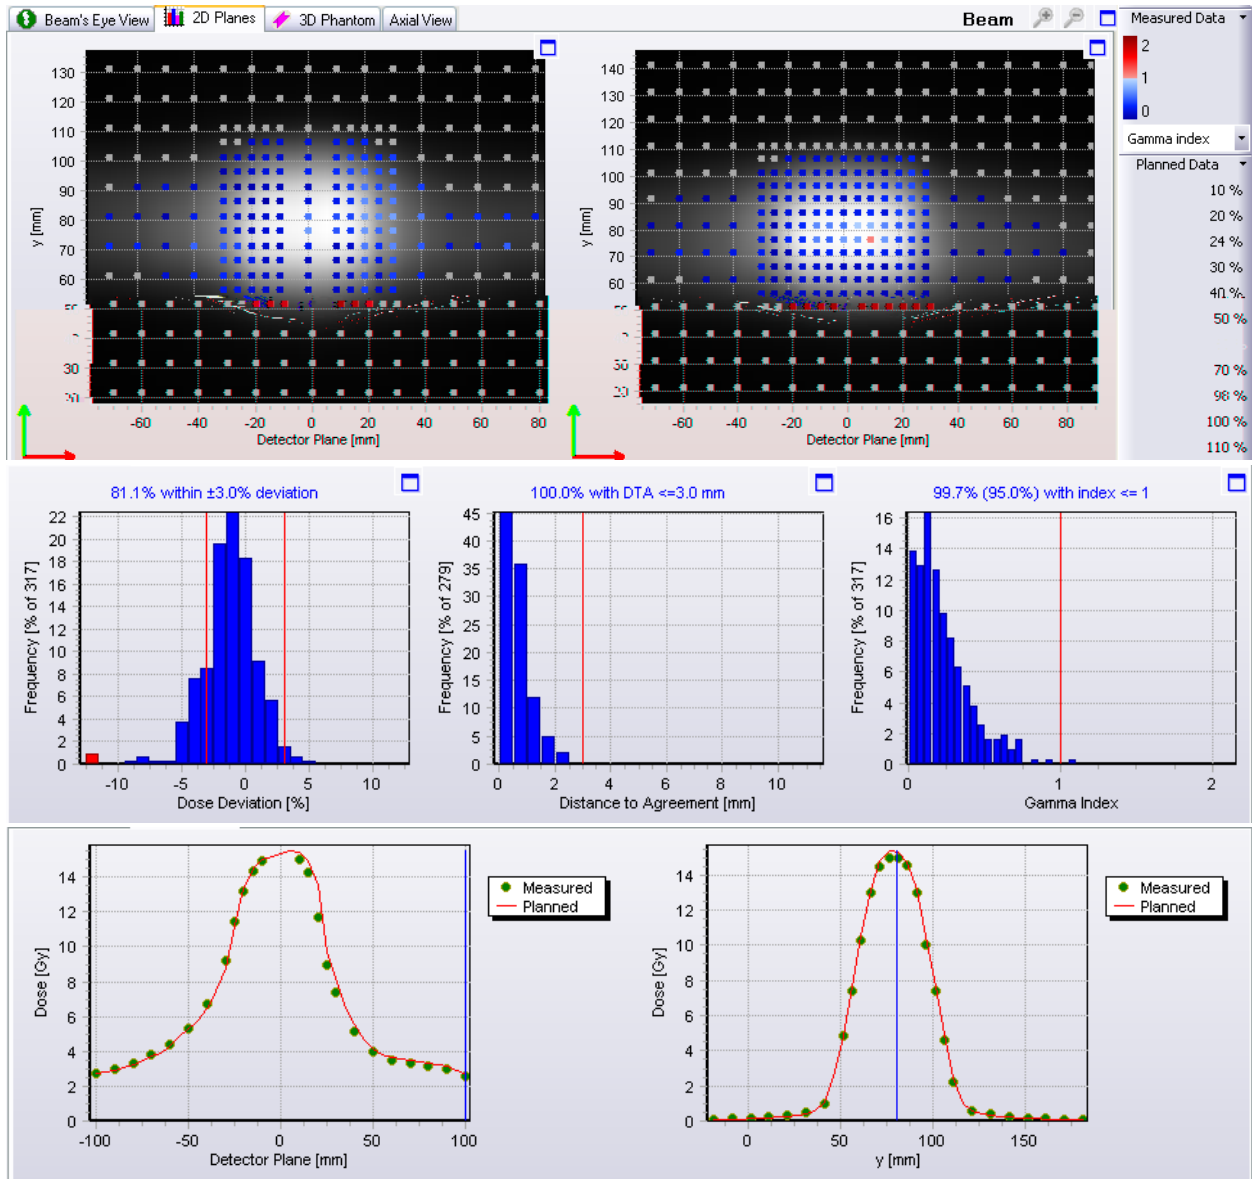 Beam's Eye View 2D Planes 3D Phantom Axial View Beam Measured Data
2
1
0
Gamma index
Planned Data
10 %
20 %
24 %
30 %
40 %
50 %
70 %
98 %
100 %
110 %
130
120
110
100
90
80
70
60
30
y [mm]
-60 -40 -20 0 20 40 60 80
Detector Plane [mm]
140
130
120
110
100
90
80
70
60
30
y [mm]
-60 -40 -20 0 20 40 60 80
Detector Plane [mm]
81.1% within ±3.0% deviation
22
20
18
16
14
12
10
8
6
4
2
0
Frequency [% of 317]
-10 -5 0 5 10
Dose Deviation [%]
100.0% with DTA <=3.0 mm
45
40
35
30
25
20
15
10
5
0
Frequency [% of 279]
0 2 4 6 8 10
Distance to Agreement [mm]
99.7% (95.0%) with index <= 1
16
14
12
10
8
6
4
2
0
Frequency [% of 317]
0 1 2
Gamma Index
14
12
10
8
6
4
2
0
Dose [Gy]
-100 -50 0 50 100
Detector Plane [mm]
Measured
Planned
14
12
10
8
6
4
2
0
Dose [Gy]
0 50 100 150
y [mm]
Measured
Planned